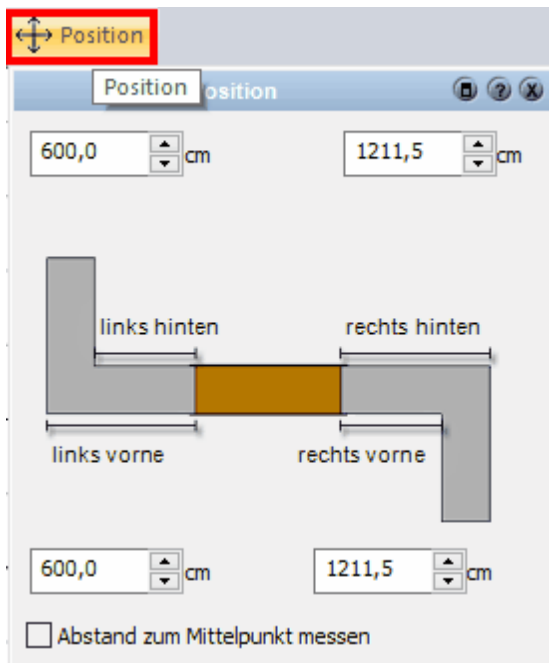 Position
Position osition
600,0 cm 1211,5 cm
links hinten rechts hinten
links vorne rechts vorne
600,0 cm 1211,5 cm
Abstand zum Mittelpunkt messen